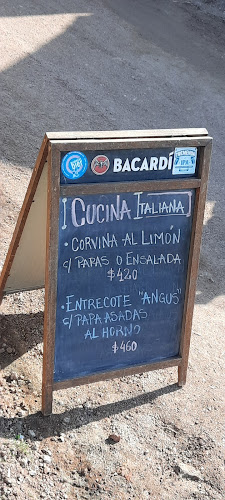 BACARDÍ
[CUCINA ITALIANA]
• CORVINA AL LIMÓN
c/ PAPAS O ENSALADA
$420
• ENTRECOTE "ANGUS"
c/ PAPA ASADAS
AL HORNO
$460